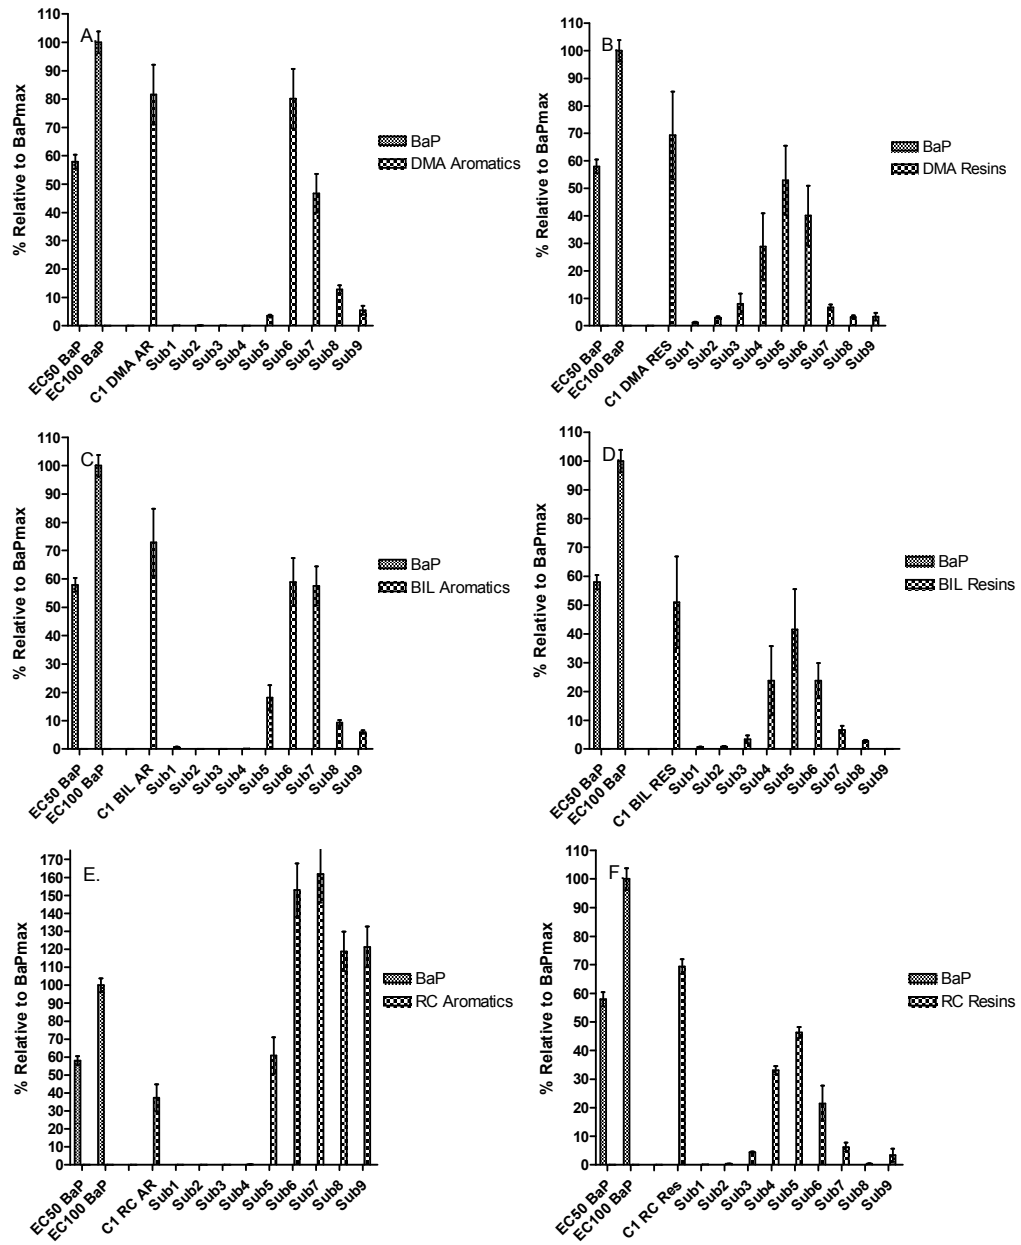 A
% Relative to BaPmax
110
100
90
80
70
60
50
40
30
20
10
0
EC50 BaP
EC100 BaP
C1 DMA AR
Sub1
Sub2
Sub3
Sub4
Sub5
Sub6
Sub7
Sub8
Sub9
BaP
DMA Aromatics
B
% Relative to BaPmax
110
100
90
80
70
60
50
40
30
20
10
0
EC50 BaP
EC100 BaP
C1 DMA RES
Sub1
Sub2
Sub3
Sub4
Sub5
Sub6
Sub7
Sub8
Sub9
BaP
DMA Resins
C
% Relative to BaPmax
110
100
90
80
70
60
50
40
30
20
10
0
EC50 BaP
EC100 BaP
C1 BIL AR
Sub1
Sub2
Sub3
Sub4
Sub5
Sub6
Sub7
Sub8
Sub9
BaP
BIL Aromatics
D
% Relative to BaPmax
110
100
90
80
70
60
50
40
30
20
10
0
EC50 BaP
EC100 BaP
C1 BIL RES
Sub1
Sub2
Sub3
Sub4
Sub5
Sub6
Sub7
Sub8
Sub9
BaP
BIL Resins
E.
% Relative to BaPmax
170
160
150
140
130
120
110
100
90
80
70
60
50
40
30
20
10
0
EC50 BaP
EC100 BaP
C1 RC AR
Sub1
Sub2
Sub3
Sub4
Sub5
Sub6
Sub7
Sub8
Sub9
BaP
RC Aromatics
F
% Relative to BaPmax
110
100
90
80
70
60
50
40
30
20
10
0
EC50 BaP
EC100 BaP
C1 RC Res
Sub1
Sub2
Sub3
Sub4
Sub5
Sub6
Sub7
Sub8
Sub9
BaP
RC Resins